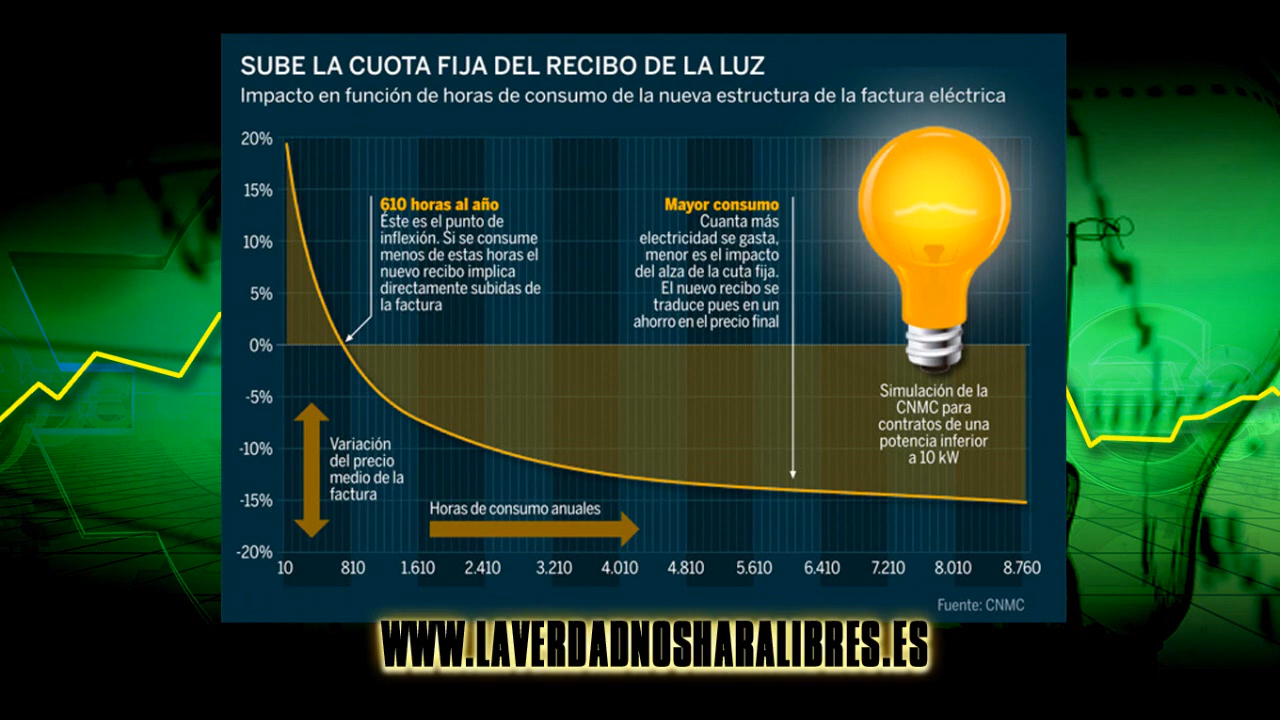 SUBE LA CUOTA FIJA DEL RECIBO DE LA LUZ
Impacto en función de horas de consumo de la nueva estructura de la factura eléctrica
20%
15%
10%
5%
0%
-5%
-10%
-15%
-20%
610 horas al año
Éste es el punto de
inflexión. Si se consume
menos de estas horas el
nuevo recibo implica
directamente subidas de
la factura
Mayor consumo
Cuanta más
electricidad se gasta,
menor es el impacto
del alza de la cuta fija.
El nuevo recibo se
traduce pues en un
ahorro en el precio final
Simulación de la
CNMC para
contratos de una
potencia inferior
a 10 kW
Variación
del precio
medio de la
factura
Horas de consumo anuales
10 810 1.610 2.410 3.210 4.010 4.810 5.610 6.410 7.210 8.010 8.760
Fuente: CNMC
WWW.LAVERDADNOSHARALIBRES.ES